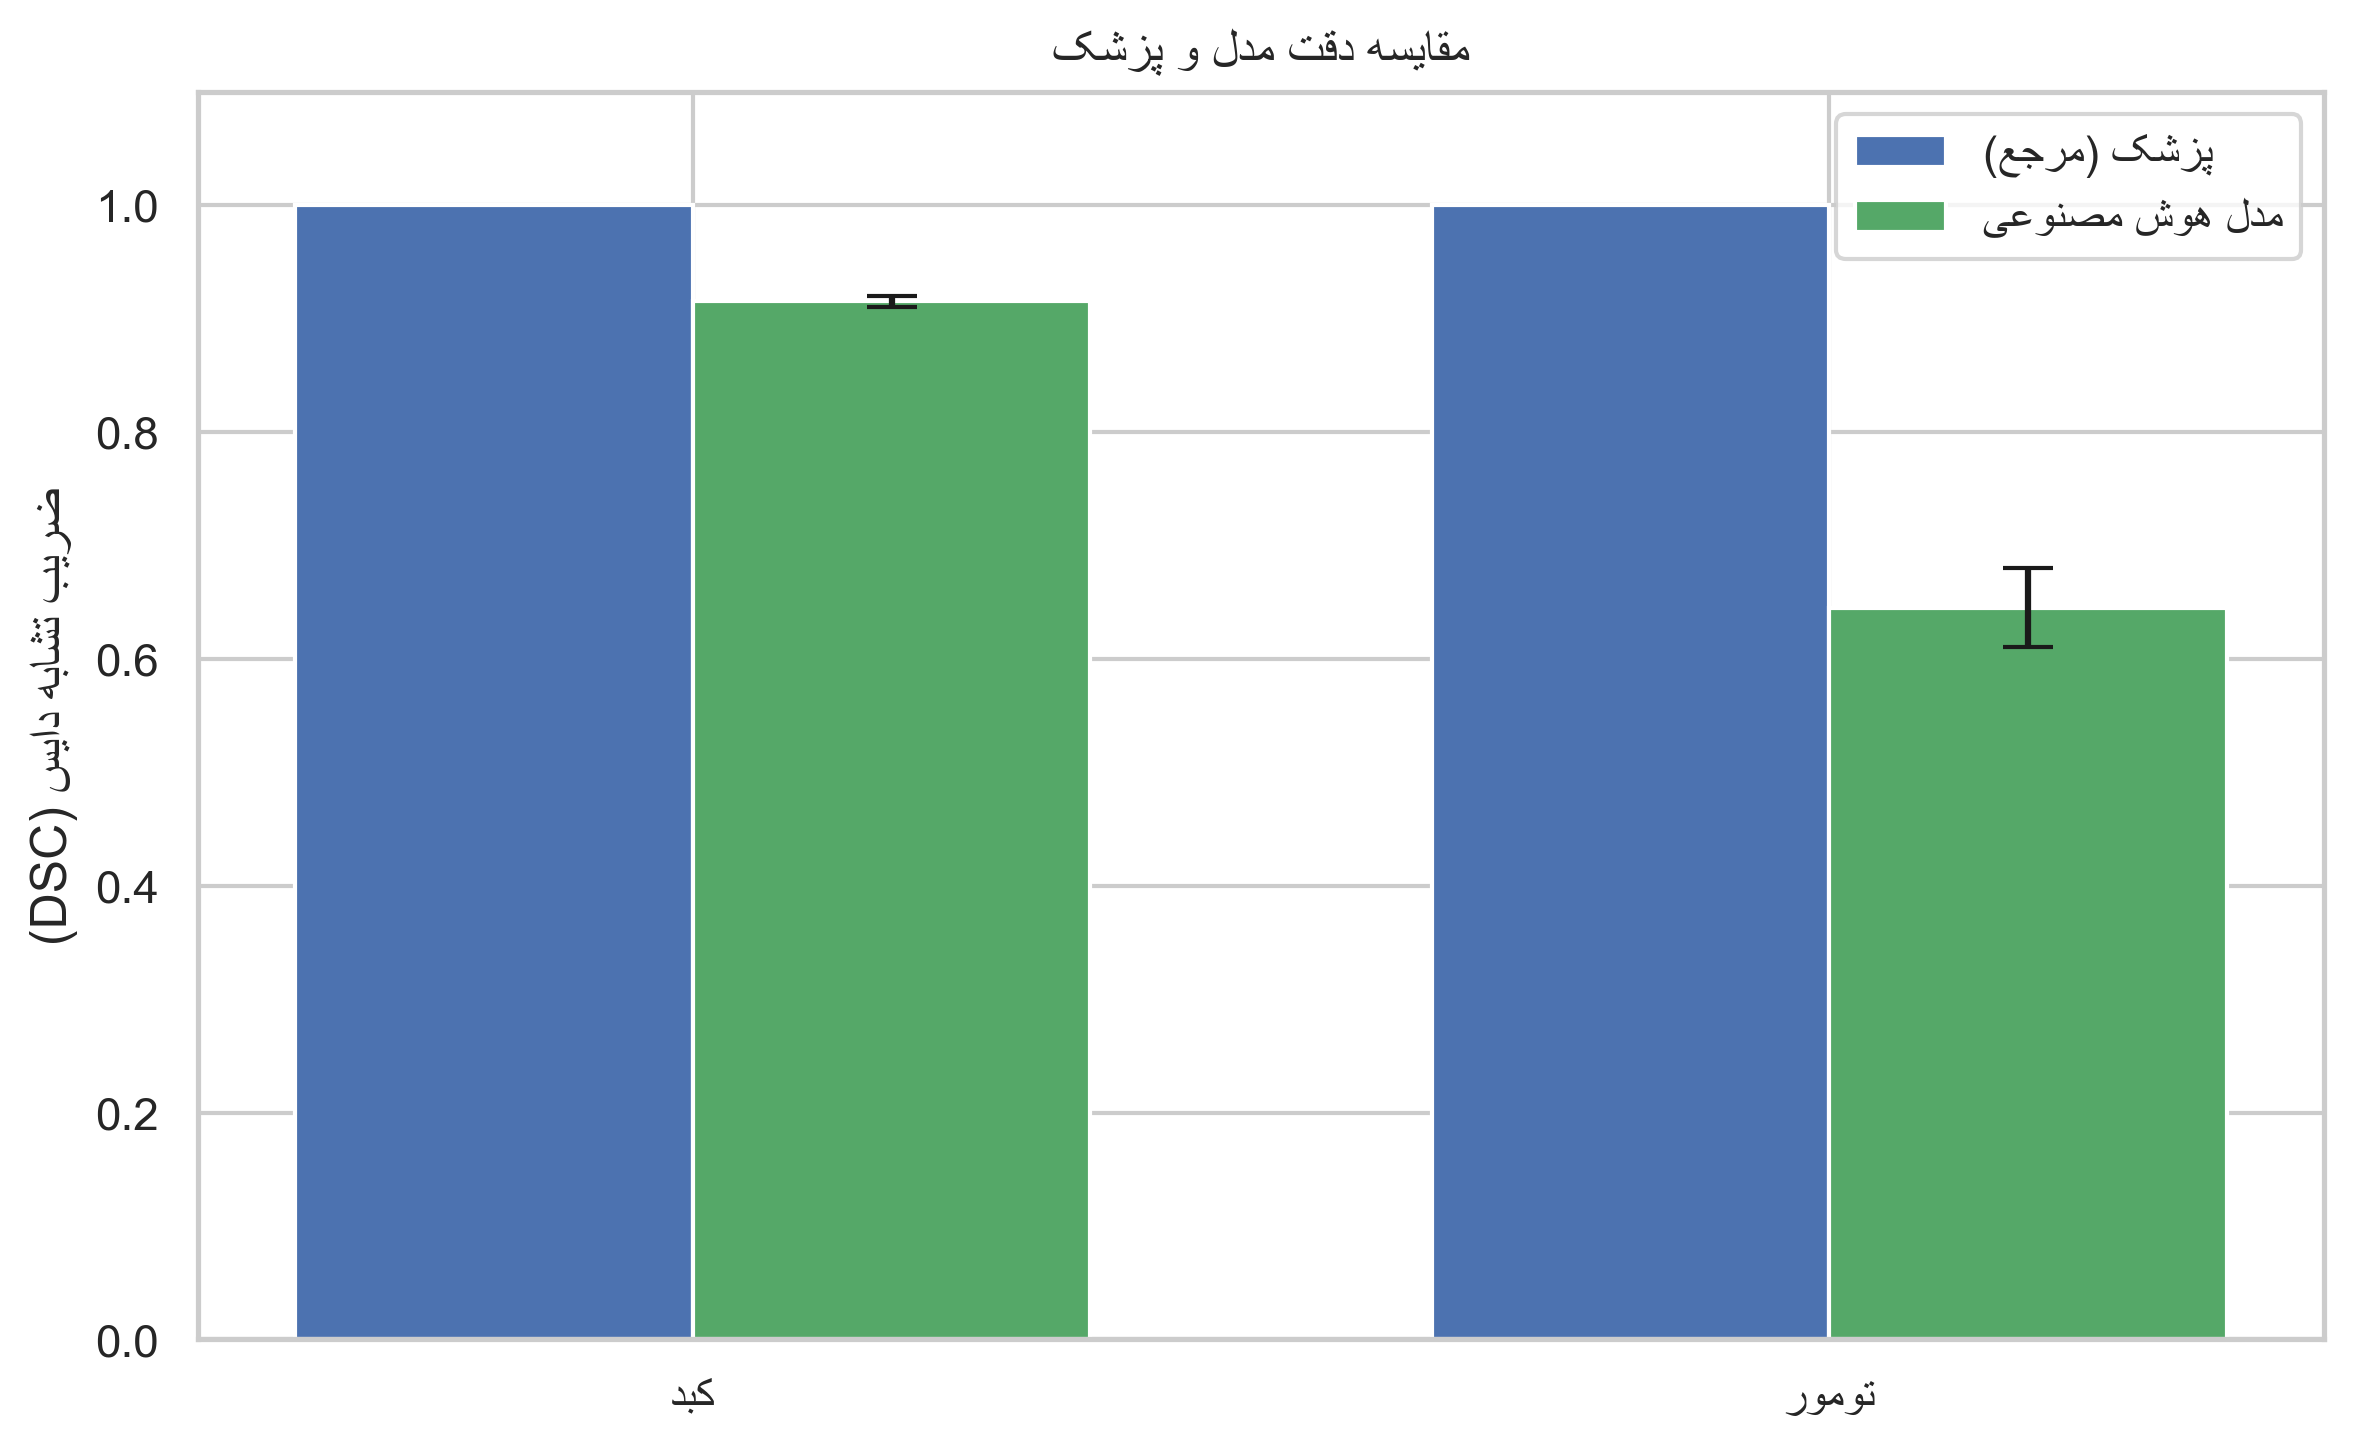 مقایسه دقت مدل و پزشک
پزشک (مرجع)
مدل هوش مصنوعی
ضریب تشابه دایس (DSC)
1.0
0.8
0.6
0.4
0.2
0.0
کبد
تومور